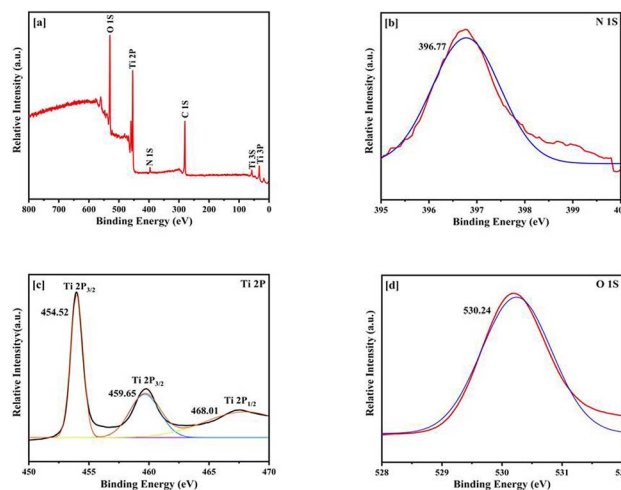 [a]
O 1S
Ti 2P
N 1S
C 1S
Ti 3S
Ti 3P
Relative Intensity (a.u.)
800 700 600 500 400 300 200 100 0
Binding Energy (eV)
[b]
N 1S
396.77
Relative Intensity (a.u.)
395 396 397 398 399 40
Binding Energy (eV)
[c]
Ti 2P
Ti 2P3/2
454.52
Ti 2P3/2
459.65
Ti 2P1/2
468.01
Relative Intensity(a.u.)
450 455 460 465 470
Binding Energy (eV)
[d]
O 1S
530.24
Relative Intensity (a.u.)
528 529 530 531 532
Binding Energy (eV)